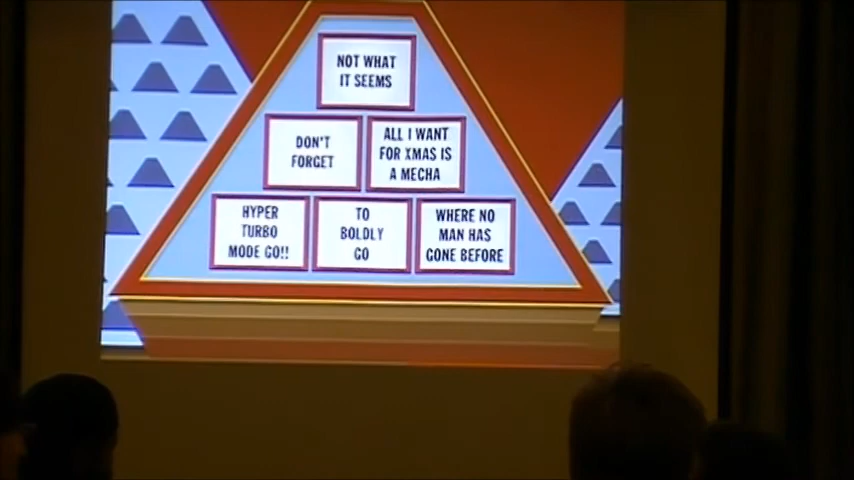 NOT WHAT
IT SEEMS
DON'T
FORGET
ALL I WANT
FOR XMAS IS
A MECHA
HYPER
TURBO
MODE GO!!
TO
BOLDLY
GO
WHERE NO
MAN HAS
GONE BEFORE